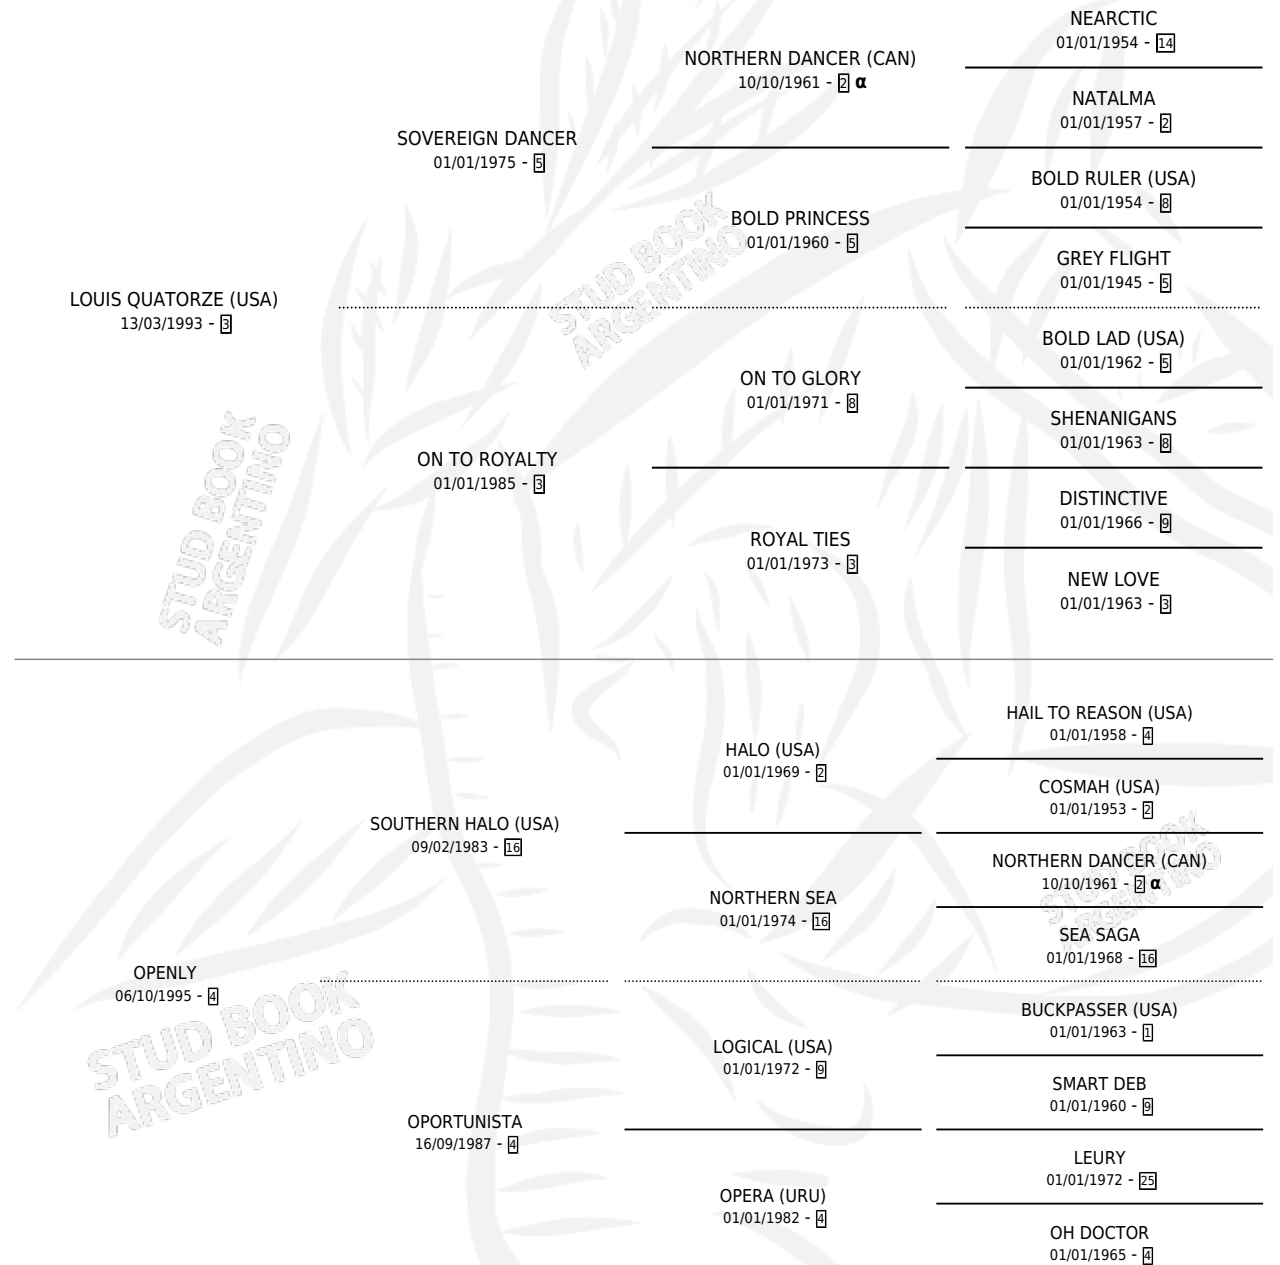 NEARCTIC
01/01/1954 - 14
NORTHERN DANCER (CAN)
10/10/1961 - 2 α
NATALMA
01/01/1957 - 2
SOVEREIGN DANCER
01/01/1975 - 5
BOLD RULER (USA)
01/01/1954 - 8
BOLD PRINCESS
01/01/1960 - 5
GREY FLIGHT
01/01/1945 - 5
STUD BOOK
ARGENTINO
LOUIS QUATORZE (USA)
13/03/1993 - 3
BOLD LAD (USA)
01/01/1962 - 5
ON TO GLORY
01/01/1971 - 8
SHENANIGANS
01/01/1963 - 8
STUD BOOK
ARGENTINO
ON TO ROYALTY
01/01/1985 - 3
DISTINCTIVE
01/01/1966 - 9
ROYAL TIES
01/01/1973 - 3
NEW LOVE
01/01/1963 - 3
HAIL TO REASON (USA)
01/01/1958 - 4
HALO (USA)
01/01/1969 - 2
COSMAH (USA)
01/01/1953 - 2
SOUTHERN HALO (USA)
09/02/1983 - 16
NORTHERN DANCER (CAN)
10/10/1961 - 2 α
STUD BOOK
ARGENTINO
NORTHERN SEA
01/01/1974 - 16
SEA SAGA
01/01/1968 - 16
OPENLY
06/10/1995 - 4
STUD BOOK
ARGENTINO
BUCKPASSER (USA)
01/01/1963 - 1
LOGICAL (USA)
01/01/1972 - 9
SMART DEB
01/01/1960 - 9
OPORTUNISTA
16/09/1987 - 4
LEURY
01/01/1972 - 25
OPERA (URU)
01/01/1982 - 4
OH DOCTOR
01/01/1965 - 4